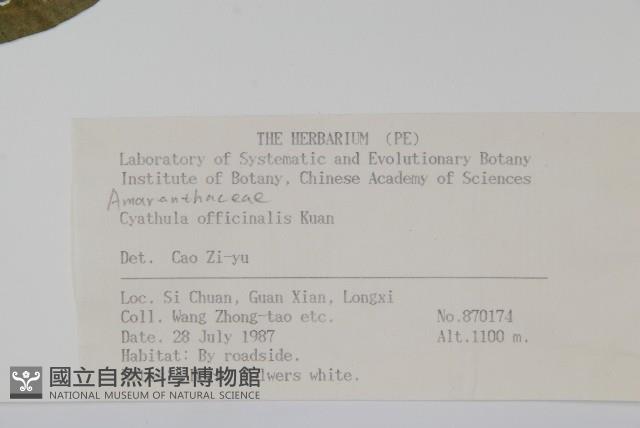 THE HERBARIUM (PE)
Laboratory of Systematic and Evolutionary Botany
Institute of Botany, Chinese Academy of Sciences
Amaranthaceae
Cyathula officinalis Kuan
Det. Cao Zi-yu
Loc. Si Chuan, Guan Xian, Longxi
Coll. Wang Zhong-tao etc. No.870174
Date. 28 July 1987 Alt.1100 m.
Habitat: By roadside.
lwers white.
國立自然科學博物館
NATIONAL MUSEUM OF NATURAL SCIENCE